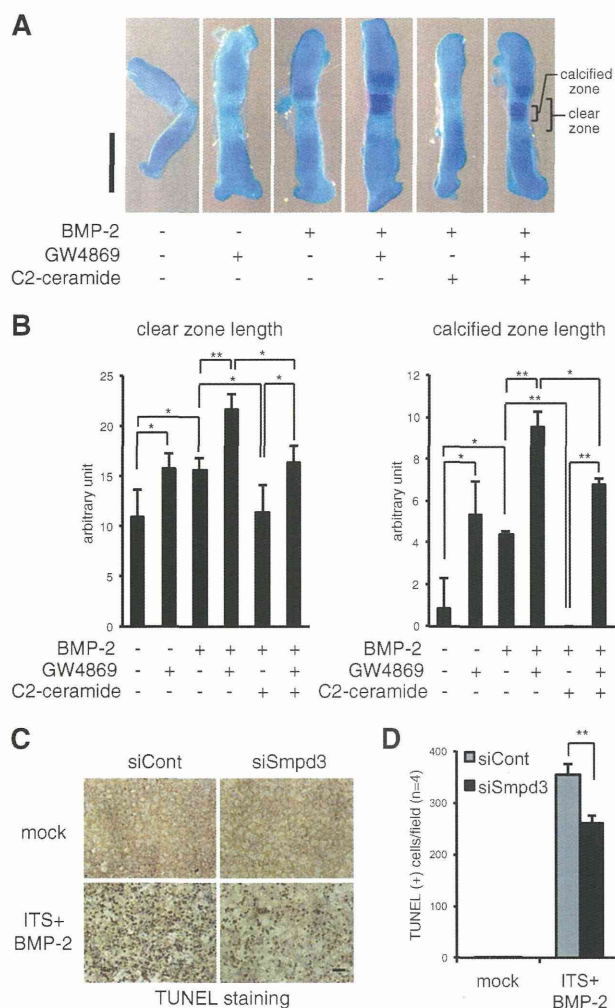 A
calcified
zone
clear
zone
BMP-2 - - + + + +
GW4869 - + - + - +
C2-ceramide - - - - + +
B
clear zone length
** *
* *
*
*
25
20
15
10
5
0
arbitrary unit
BMP-2 - - + + + +
GW4869 - + - + - +
C2-ceramide - - - - + +
calcified zone length
** *
**
*
* **
12
10
8
6
4
2
0
arbitrary unit
BMP-2 - - + + + +
GW4869 - + - + - +
C2-ceramide - - - - + +
C
siCont siSmpd3
mock
ITS+
BMP-2
TUNEL staining
D
**
siCont
siSmpd3
400
300
200
100
0
TUNEL (+) cells/field (n=4)
mock ITS+
BMP-2